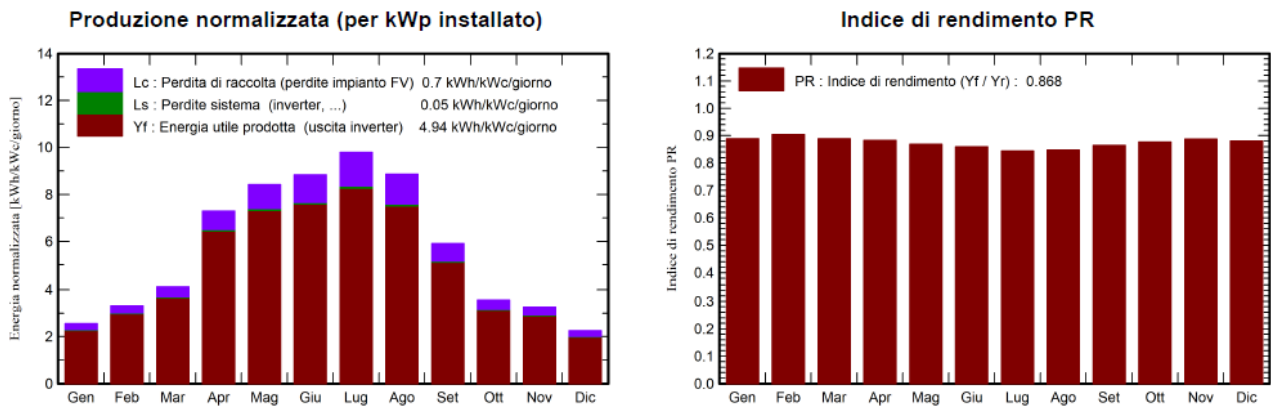 Produzione normalizzata (per kWp installato)
14
12
10
8
6
4
2
0
Energia normalizzata [kWh/kWc/giorno]
Lc : Perdita di raccolta (perdite impianto FV) 0.7 kWh/kWc/giorno
Ls : Perdite sistema (inverter, ...) 0.05 kWh/kWc/giorno
Yf : Energia utile prodotta (uscita inverter) 4.94 kWh/kWc/giorno
Gen Feb Mar Apr Mag Giu Lug Ago Set Ott Nov Dic
Indice di rendimento PR
1.2
1.1
1.0
0.9
0.8
0.7
0.6
0.5
0.4
0.3
0.2
0.1
0.0
Indice di rendimento PR
PR : Indice di rendimento (Yf / Yr) : 0.868
Gen Feb Mar Apr Mag Giu Lug Ago Set Ott Nov Dic